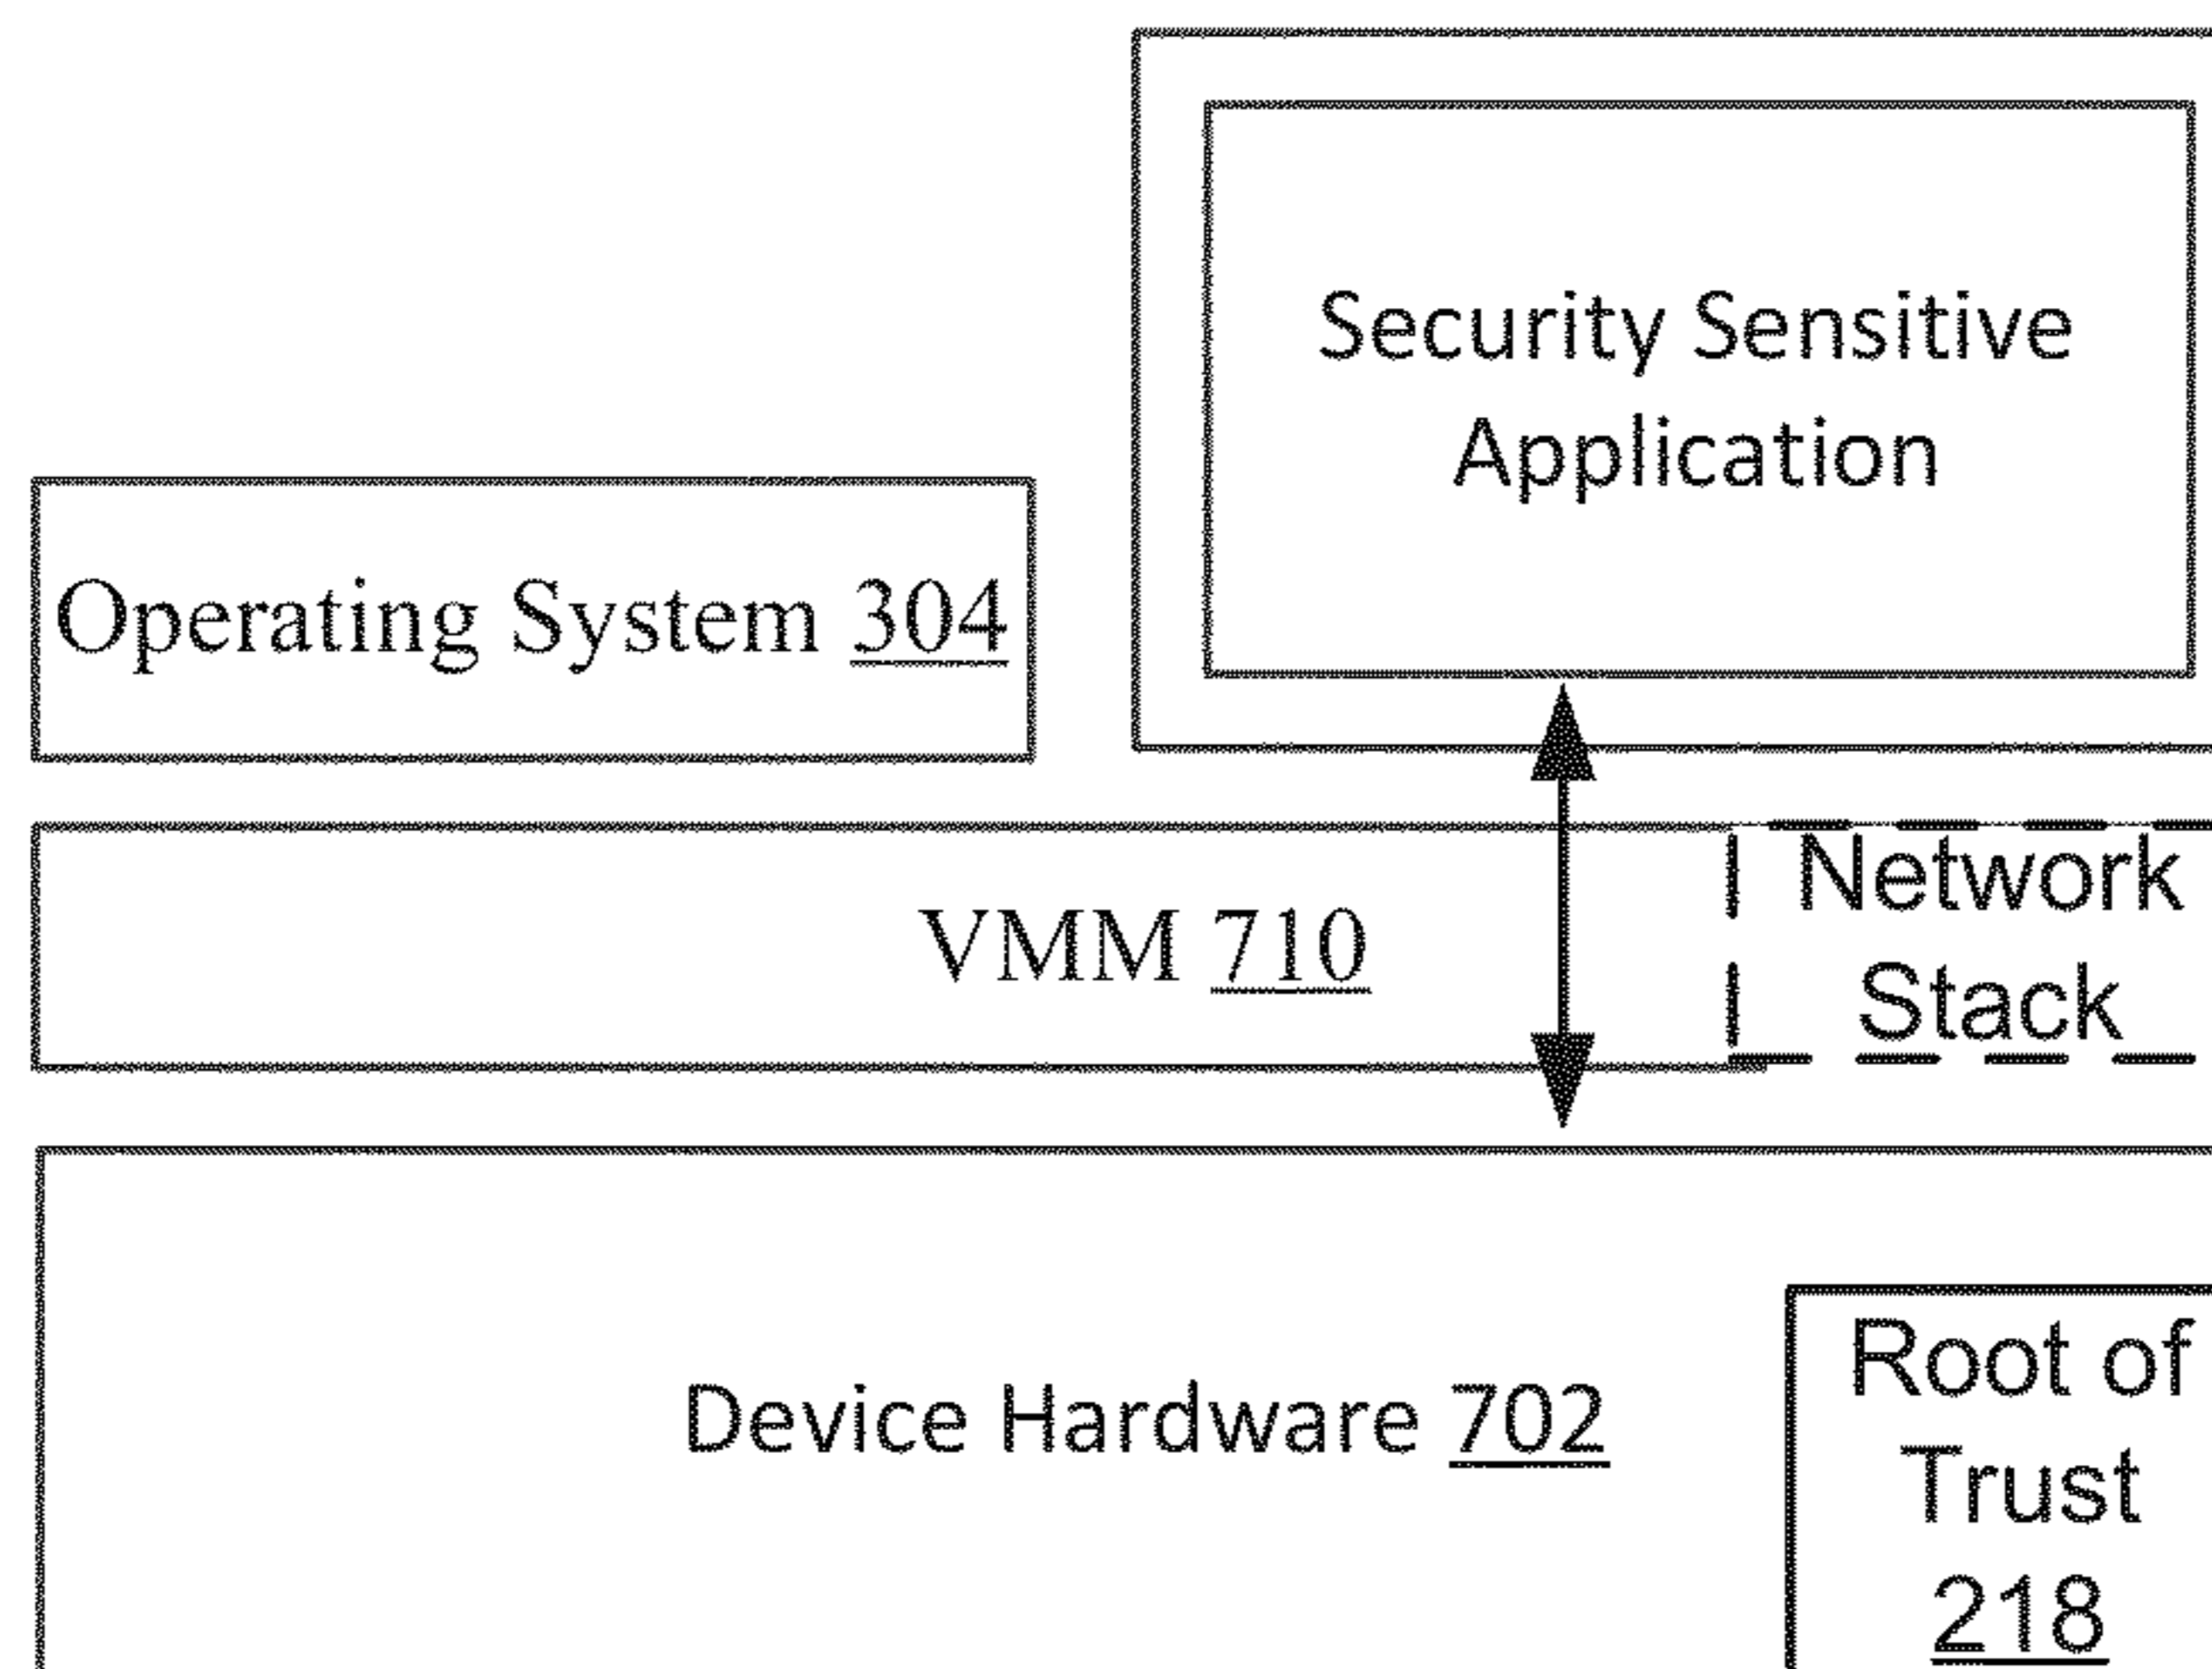 Security Sensitive
Application
Operating System 304
VMM 710
Network
Stack
Device Hardware 702
Root of
Trust
218